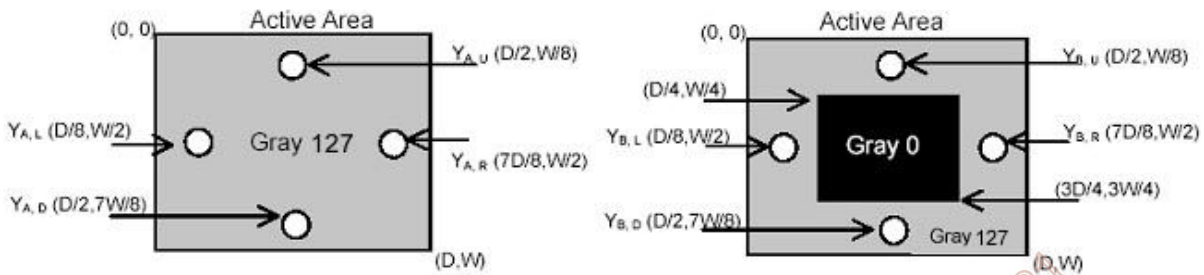 Active Area
(0, 0)
Y_A, U (D/2,W/8)
Y_A, L (D/8,W/2)
Gray 127
Y_A, R (7D/8,W/2)
Y_A, D (D/2,7W/8)
(D,W)
Active Area
(0, 0)
Y_B, U (D/2,W/8)
(D/4,W/4)
Y_B, L (D/8,W/2)
Gray 0
Y_B, R (7D/8,W/2)
(3D/4,3W/4)
Y_B, D (D/2,7W/8)
Gray 127
(D,W)